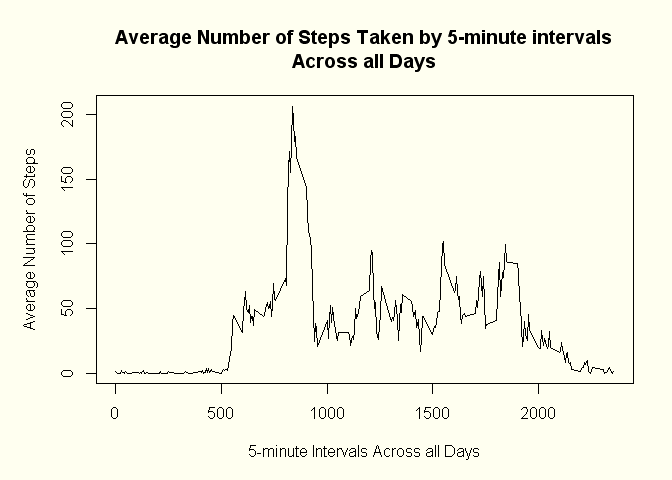 Average Number of Steps Taken by 5-minute intervals
Across all Days
Average Number of Steps
200
150
100
50
0
0 500 1000 1500 2000
5-minute Intervals Across all Days